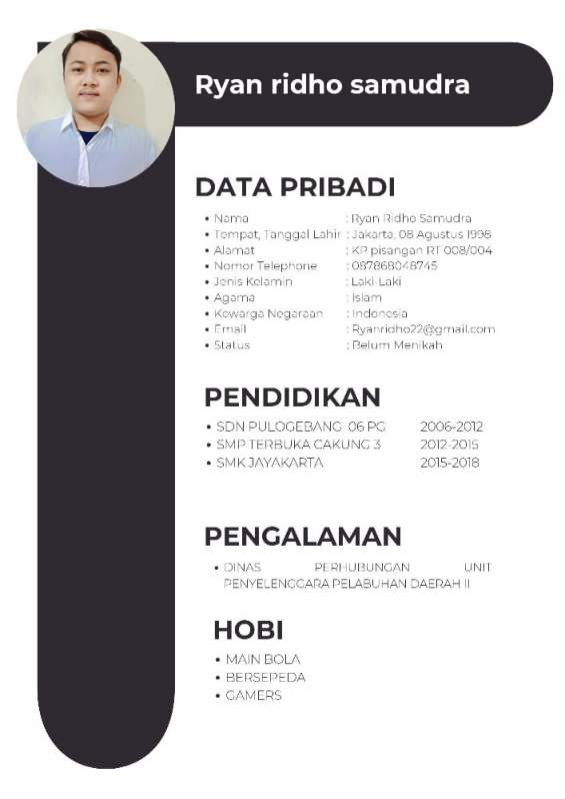 Ryan ridho samudra
DATA PRIBADI
• Nama : Ryan Ridho Samudra
• Tempat, Tanggal Lahir : Jakarta, 08 Agustus 1998
• Alamat : KP pisangan RT 008/004
• Nomor Telephone : 087868048745
• Jenis Kelamin : Laki-Laki
• Agama : Islam
• Kewarga Negaraan : Indonesia
• Email : Ryanridho22@gmail.com
• Status : Belum Menikah
PENDIDIKAN
• SDN PULOGEBANG 06 PG 2006-2012
• SMP TERBUKA CAKUNG 3 2012-2015
• SMK JAYAKARTA 2015-2018
PENGALAMAN
• DINAS PERHUBUNGAN UNIT
PENYELENGGARA PELABUHAN DAERAH II
HOBI
• MAIN BOLA
• BERSEPEDA
• GAMERS